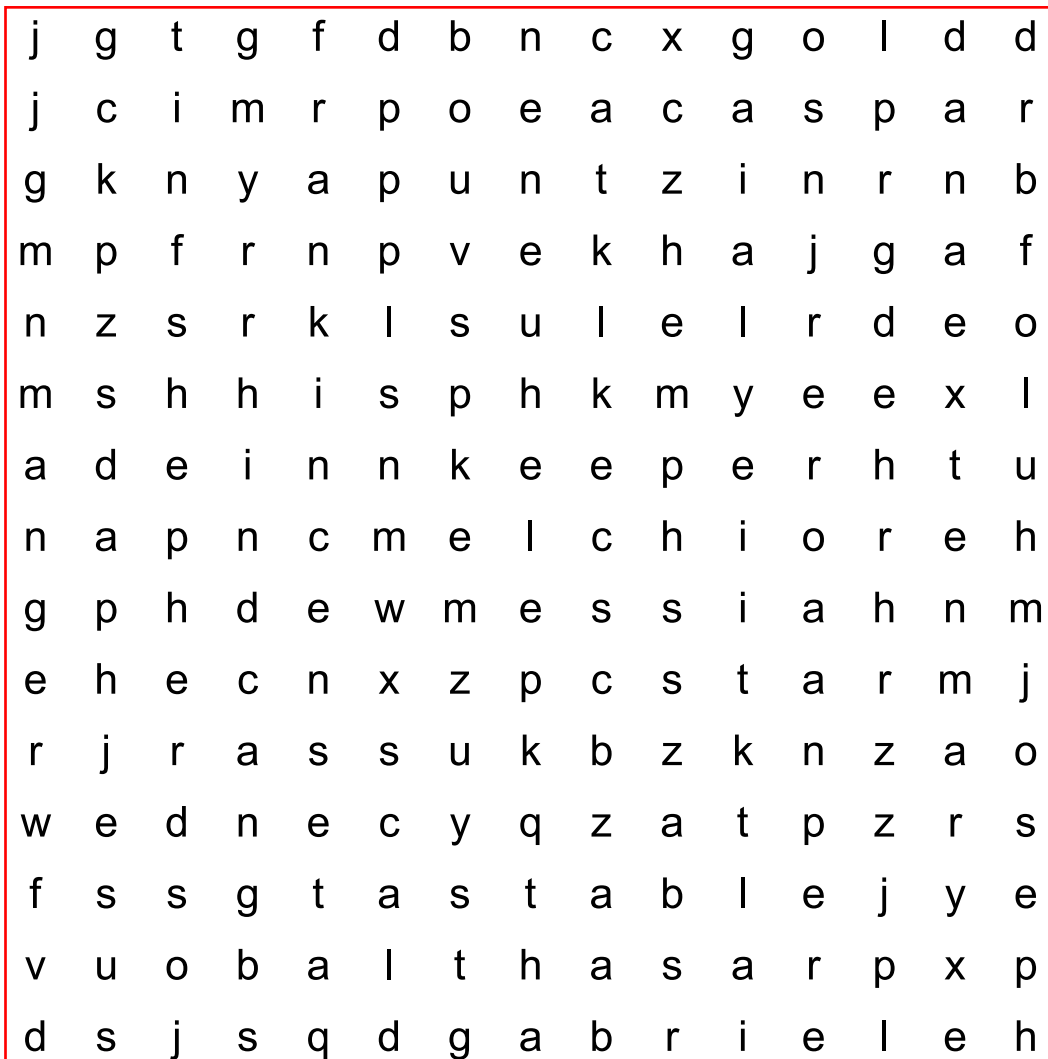 j g t g f d b n c x g o l d d
j c i m r p o e a c a s p a r
g k n y a p u n t z i n r n b
m p f r n p v e k h a j g a f
n z s r k l s u l e l r d e o
m s h h i s p h k m y e e x l
a d e i n n k e e p e r h t u
n a p n c m e l c h i o r e h
g p h d e w m e s s i a h n m
e h e c n x z p c s t a r m j
r j r a s s u k b z k n z a o
w e d n e c y q z a t p z r s
f s s g t a s t a b l e j y e
v u o b a l t h a s a r p x p
d s j s q d g a b r i e l e h